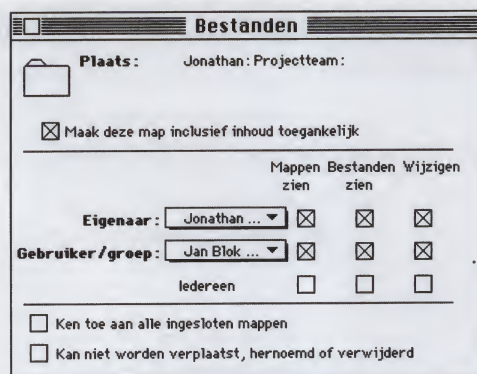 Bestanden
Plaats: Jonathan: Projectteam:
Maak deze map inclusief inhoud toegankelijk
Mappen zien Bestanden zien Wijzigen
Eigenaar: Jonathan ...
Gebruiker/groep: Jan Blok ...
Iedereen
Ken toe aan alle ingesloten mappen
Kan niet worden verplaatst, hernoemd of verwijderd